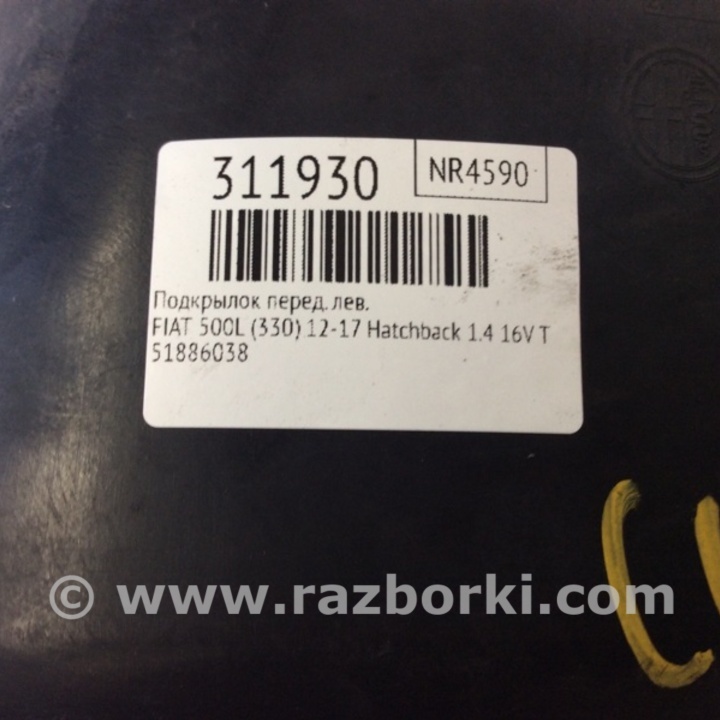 311930
NR4590
Подкрылок перед. лев.
FIAT 500L (330) 12-17 Hatchback 1.4 16V T
51886038
© www.razborki.com